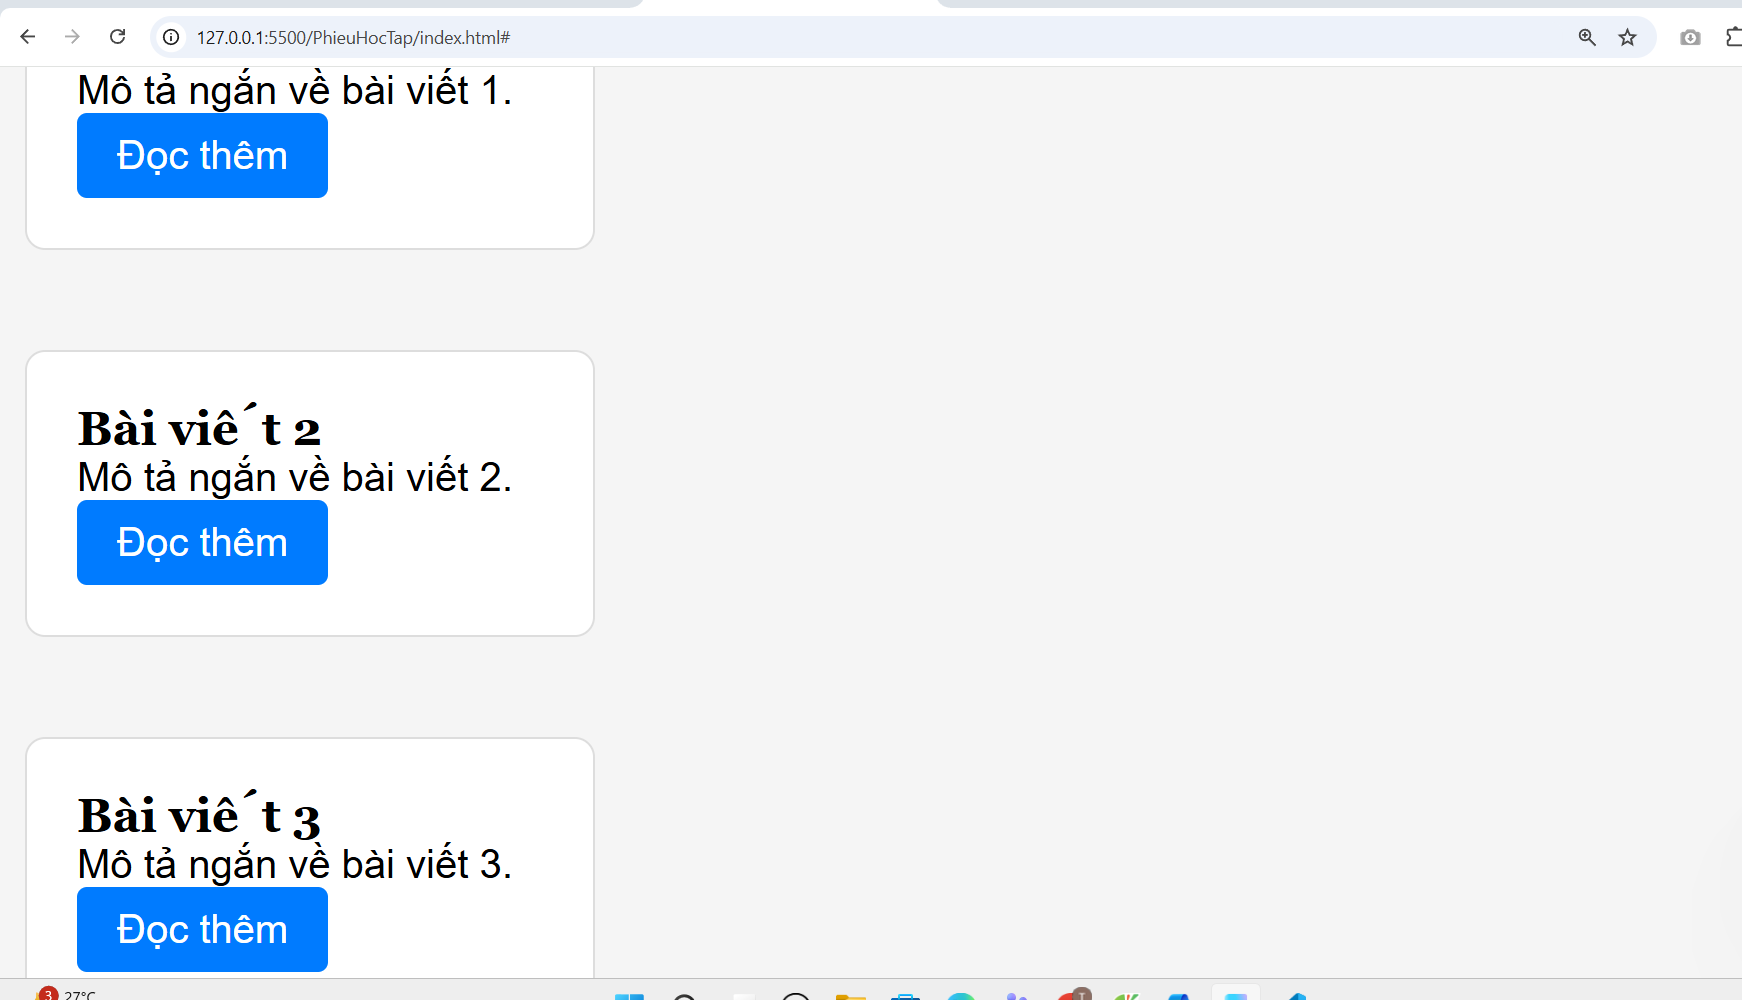 127.0.0.1:5500/PhieuHocTap/index.html#
Mô tả ngắn về bài viết 1.
Đọc thêm
Bài viết 2
Mô tả ngắn về bài viết 2.
Đọc thêm
Bài viết 3
Mô tả ngắn về bài viết 3.
Đọc thêm
3
27°C
T